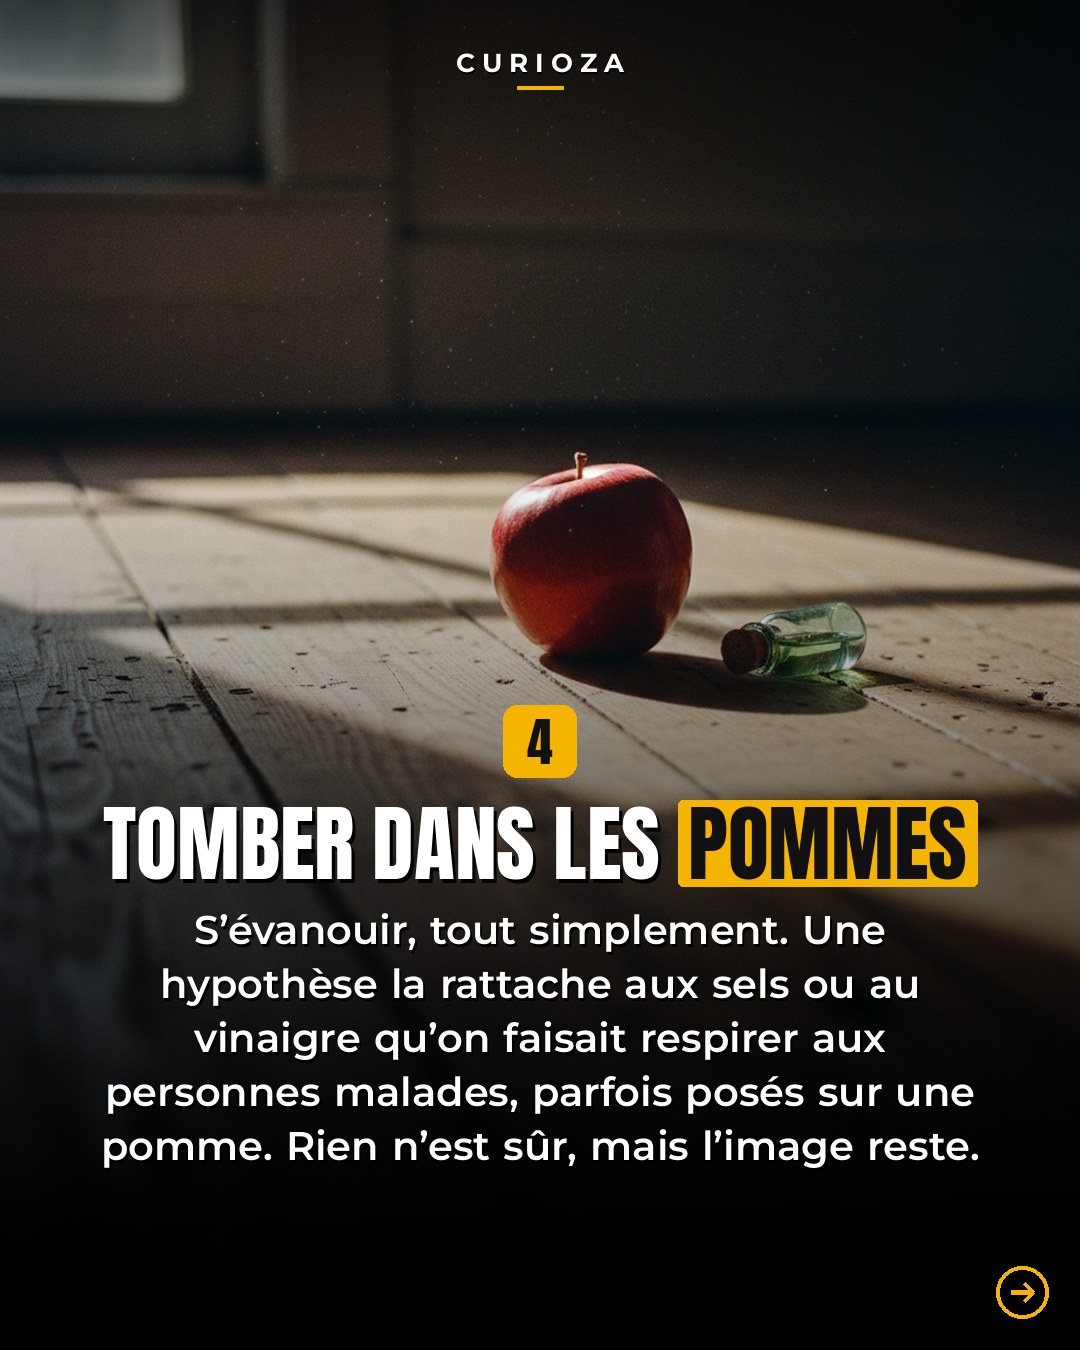 CURIOZA
4
TOMBER DANS LES POMMES
S’évanouir, tout simplement. Une
hypothèse la rattache aux sels ou au
vinaigre qu’on faisait respirer aux
personnes malades, parfois posés sur une
pomme. Rien n’est sûr, mais l’image reste.